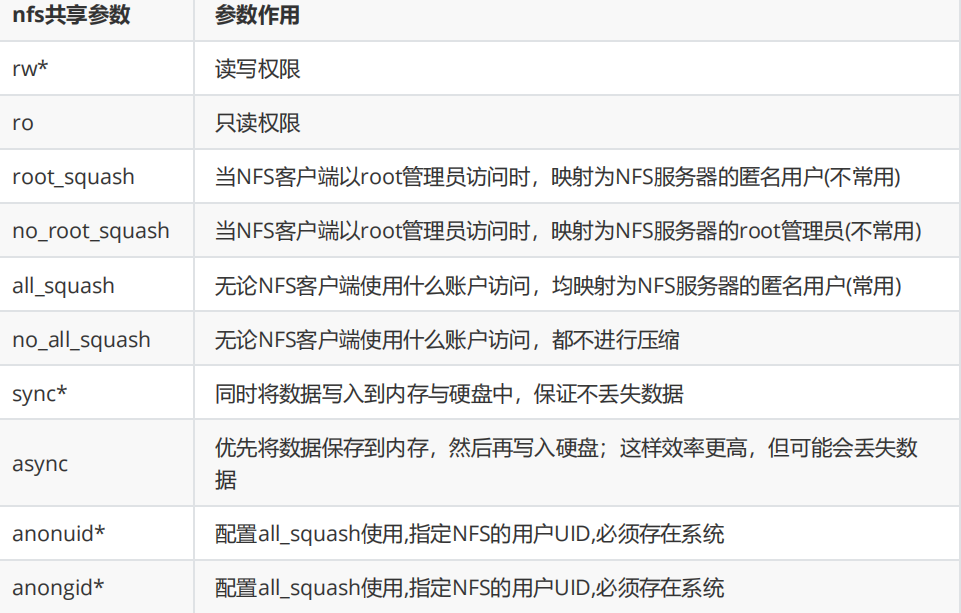 nfs共享参数 参数作用
rw* 读写权限
ro 只读权限
root_squash 当NFS客户端以root管理员访问时，映射为NFS服务器的匿名用户(不常用)
no_root_squash 当NFS客户端以root管理员访问时，映射为NFS服务器的root管理员(不常用)
all_squash 无论NFS客户端使用什么账户访问，均映射为NFS服务器的匿名用户(常用)
no_all_squash 无论NFS客户端使用什么账户访问，都不进行压缩
sync* 同时将数据写入到内存与硬盘中，保证不丢失数据
async 优先将数据保存到内存，然后再写入硬盘；这样效率更高，但可能会丢失数
据
anonuid* 配置all_squash使用,指定NFS的用户UID,必须存在系统
anongid* 配置all_squash使用,指定NFS的用户UID,必须存在系统